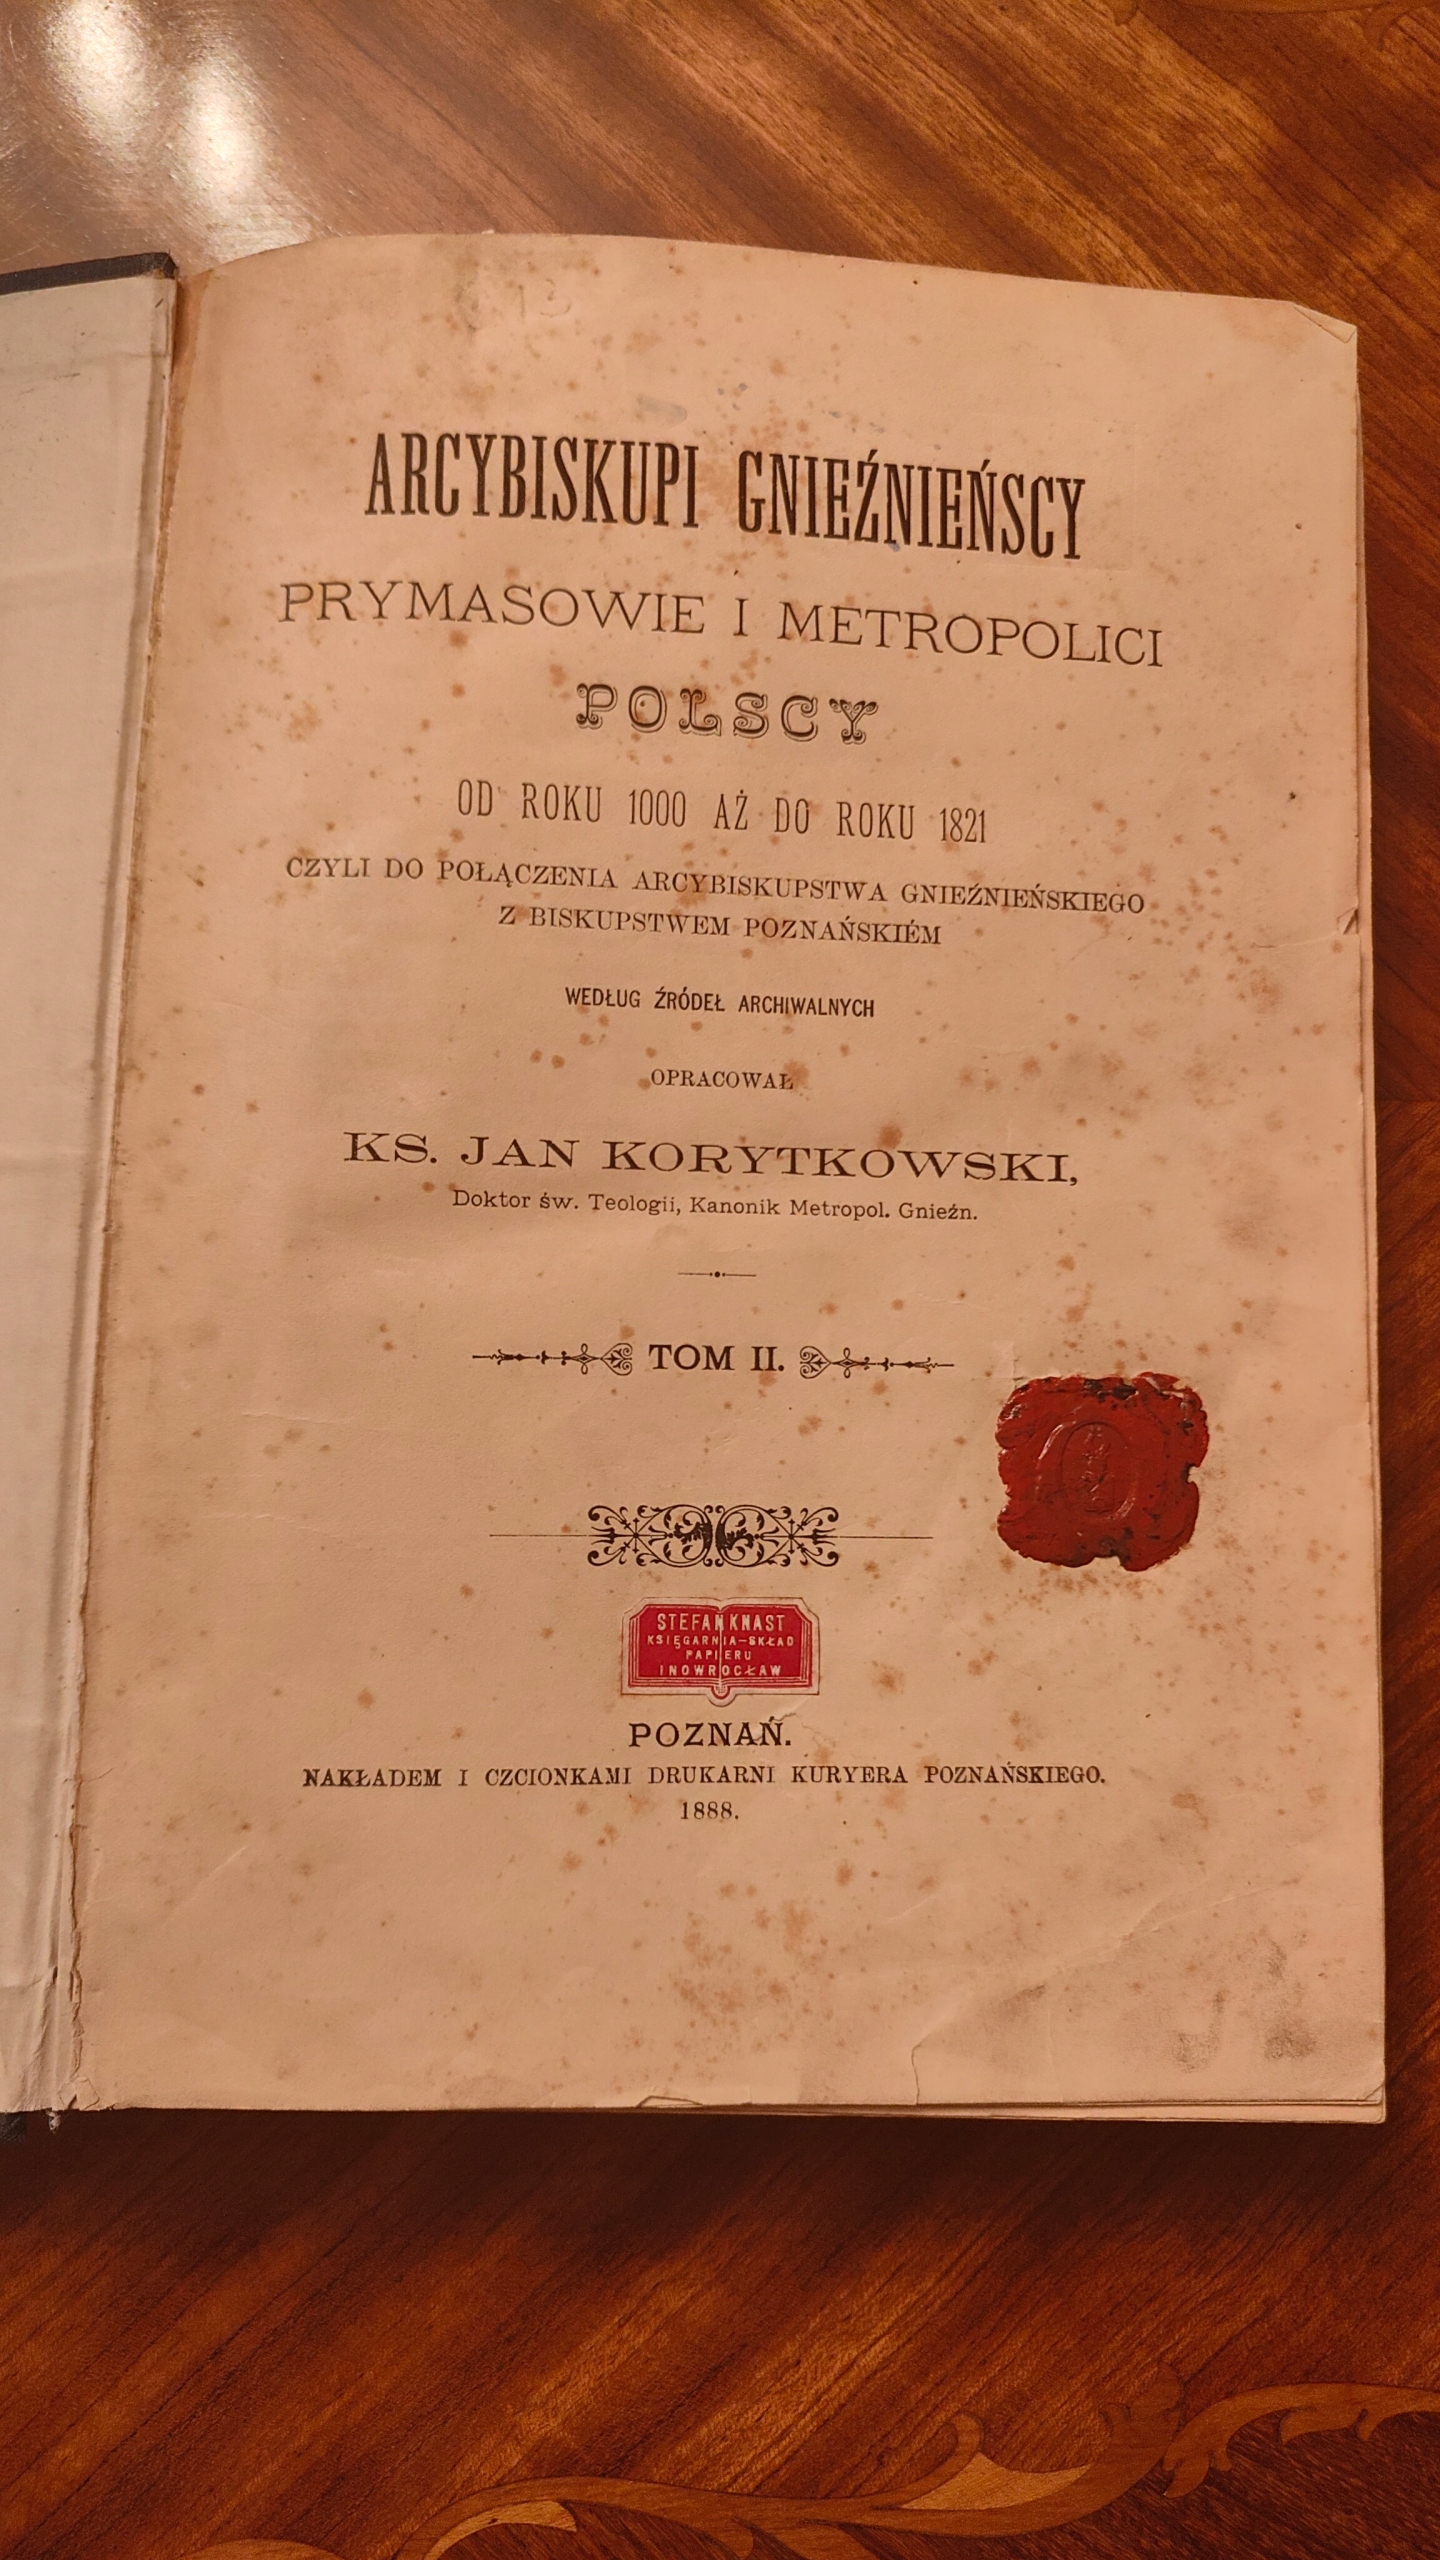 ARCYBISKUPI GNIEŹNIEŃSCY
PRYMASOWIE I METROPOLICI
POLSCY
OD ROKU 1000 AŻ DO ROKU 1821
CZYLI DO POŁĄCZENIA ARCYBISKUPSTWA GNIEŹNIEŃSKIEGO
Z BISKUPSTWEM POZNAŃSKIÉM
WEDŁUG ŹRÓDEŁ ARCHIWALNYCH
OPRACOWAŁ
KS. JAN KORYTKOWSKI,
Doktor św. Teologii, Kanonik Metropol. Gnieźn.
TOM II.
STEFAN KNAST
KSIĘGARNIA-SKŁAD
PAPIERU
INOWROCŁAW
POZNAŃ.
NAKŁADEM I CZCIONKAMI DRUKARNI KURYERA POZNAŃSKIEGO.
1888.